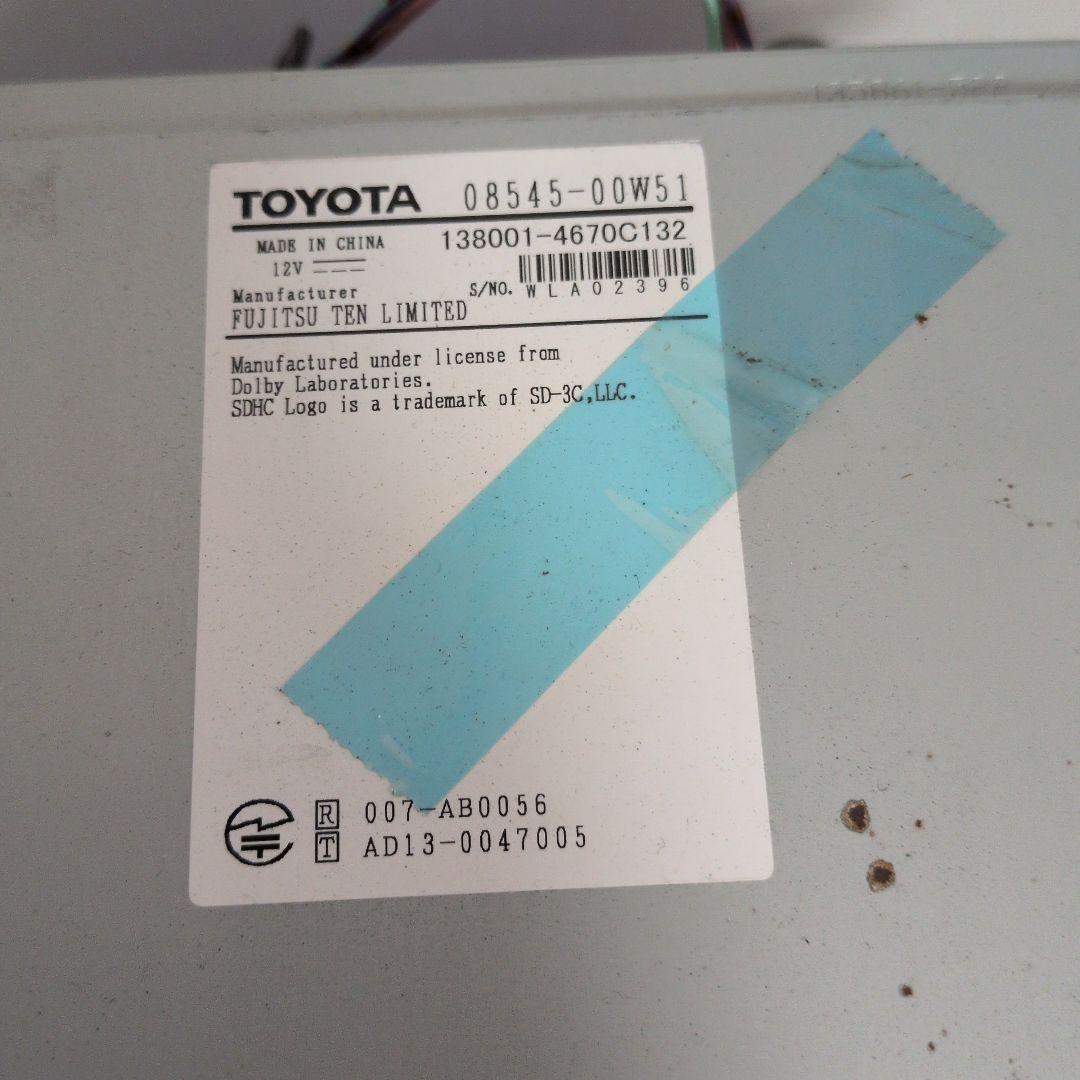 TOYOTA 08545-00W51
MADE IN CHINA 138001-4670C132
12V
S/NO. WLA02396
Manufacturer
FUJITSU TEN LIMITED
Manufactured under license from
Dolby Laboratories.
SDHC Logo is a trademark of SD-3C,LLC.
R 007-AB0056
T AD13-0047005